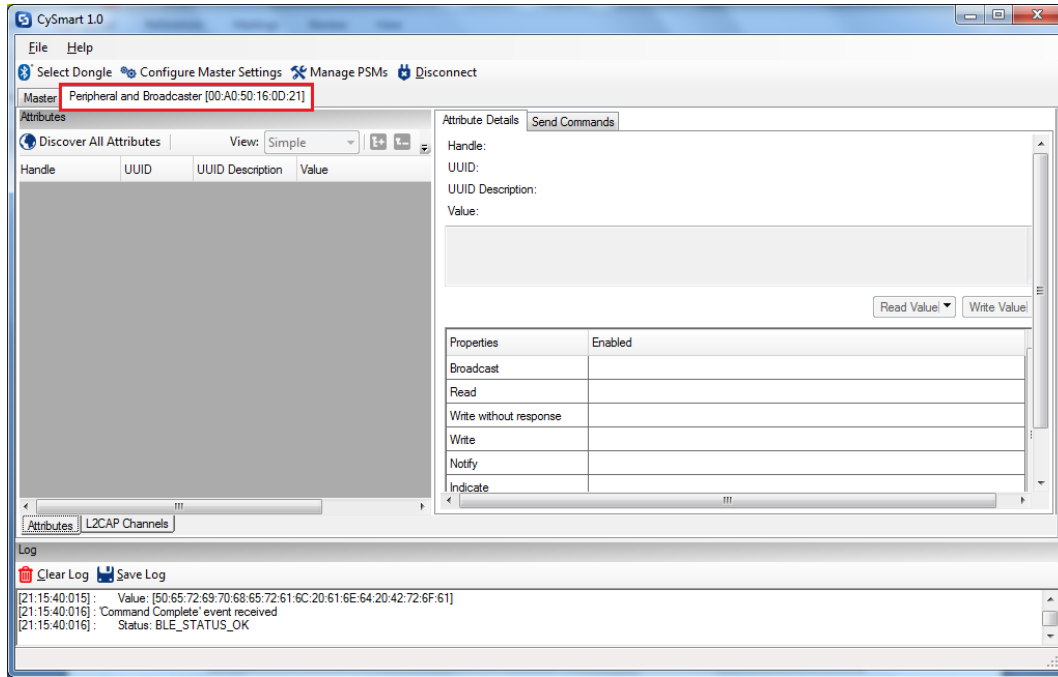 CySmart 1.0
File Help
Select Dongle Configure Master Settings Manage PSMs Disconnect
Master Peripheral and Broadcaster [00:A0:50:16:0D:21]
Attributes
Discover All Attributes View: Simple
Handle UUID UUID Description Value
Attributes L2CAP Channels
Attribute Details Send Commands
Handle:
UUID:
UUID Description:
Value:
Read Value Write Value
Properties Enabled
Broadcast
Read
Write without response
Write
Notify
Indicate
Log
Clear Log Save Log
[21:15:40:015] : Value: [50:65:72:69:70:68:65:72:61:6C:20:61:6E:64:20:42:72:6F:61]
[21:15:40:016] : 'Command Complete' event received
[21:15:40:016] : Status: BLE_STATUS_OK